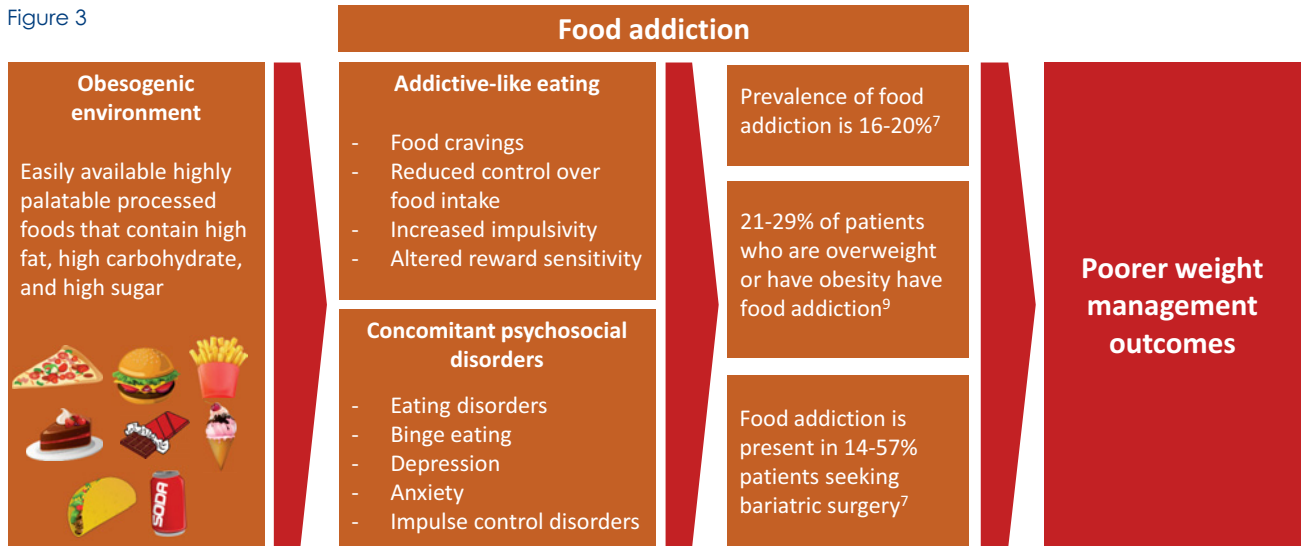 Figure 3
Food addiction
Obesogenic
environment
Easily available highly
palatable processed
foods that contain high
fat, high carbohydrate,
and high sugar
SODA
Addictive-like eating
- Food cravings
- Reduced control over
food intake
- Increased impulsivity
- Altered reward sensitivity
Concomitant psychosocial
disorders
- Eating disorders
- Binge eating
- Depression
- Anxiety
- Impulse control disorders
Prevalence of food
addiction is 16-20%⁷
21-29% of patients
who are overweight
or have obesity have
food addiction⁹
Food addiction is
present in 14-57%
patients seeking
bariatric surgery⁷
Poorer weight
management
outcomes